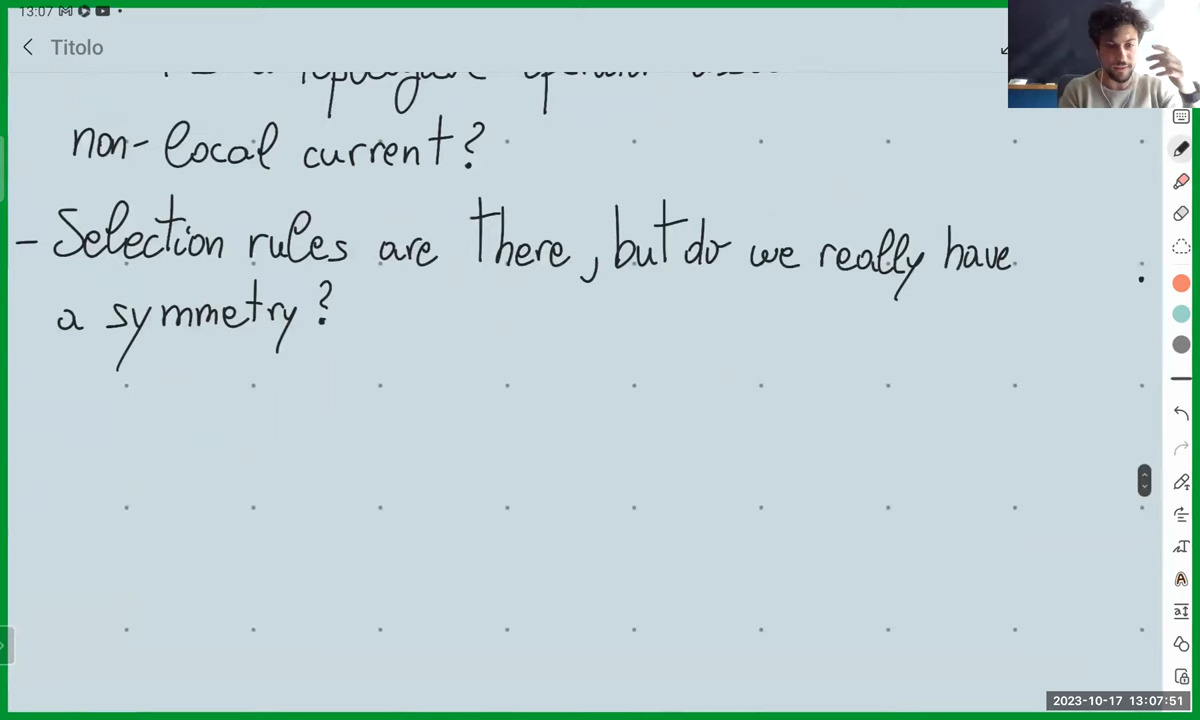 13:07
Titolo
non-local current?
- Selection rules are there, but do we really have
a symmetry?
2023-10-17 13:07:51